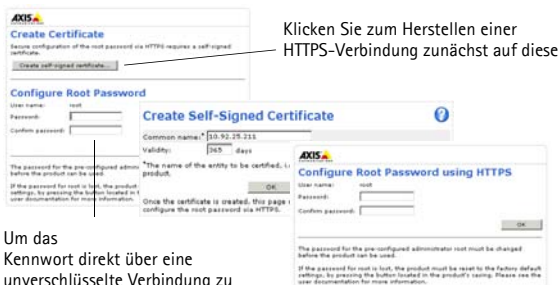 AXIS
Create Certificate
Secure configuration of the root password via HTTPS requires a self-signed
certificate.
Create self-signed certificate...
Configure Root Password
User name: root
Password:
Confirm password:
The password for the pre-configured admin
before the product can be used.
If the password for root is lost, the product
settings, by pressing the button located in t
user documentation for more information.
Klicken Sie zum Herstellen einer
HTTPS-Verbindung zunächst auf diese
Create Self-Signed Certificate
Common name:* 10.92.25.211
Validity: 365 days
*The name of the entity to be certified, i.
product.
OK
Once the certificate is created, this page
configure the root password via HTTPS.
AXIS
Configure Root Password using HTTPS
User name: root
Password:
Confirm password:
OK
The password for the pre-configured administrator root must be changed
before the product can be used.
If the password for root is lost, the product must be reset to the factory default
settings, by pressing the button located in the product's casing. Please see the
user documentation for more information.
Um das
Kennwort direkt über eine
unverschlüsselte Verbindung zu